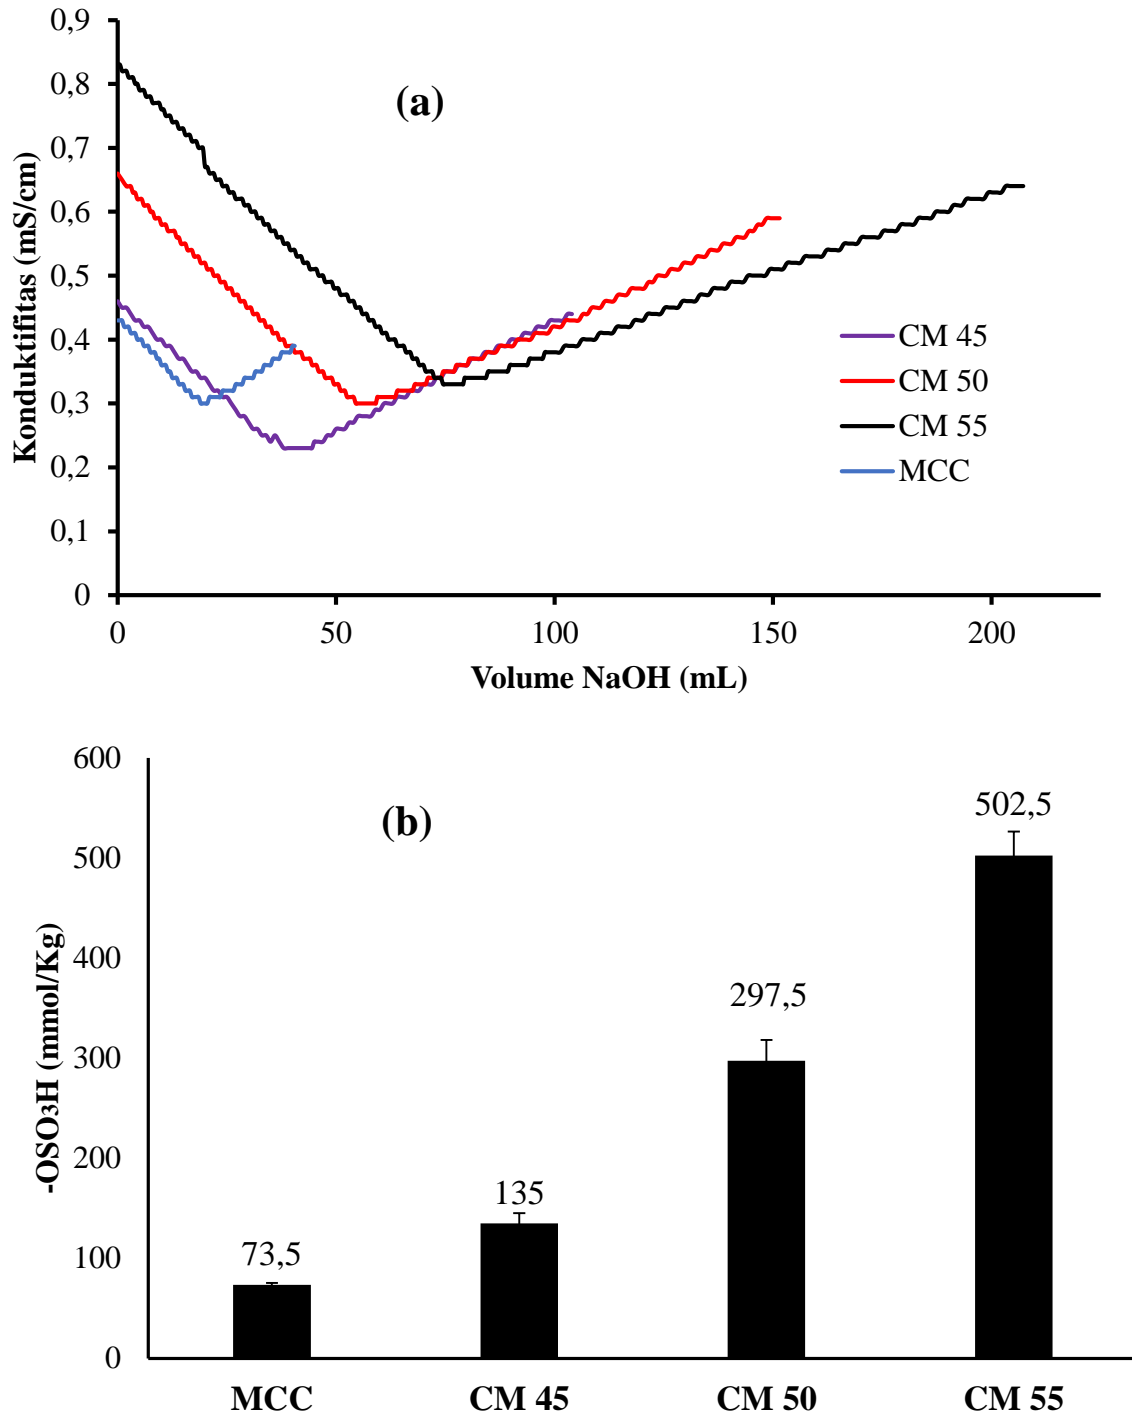 0,9
0,8
0,7
0,6
0,5
0,4
0,3
0,2
0,1
0
Konduktifitas (mS/cm)
(a)
CM 45
CM 50
CM 55
MCC
0 50 100 150 200
Volume NaOH (mL)
600
500
400
300
200
100
0
-OSO3H (mmol/Kg)
(b)
73,5
135
297,5
502,5
MCC CM 45 CM 50 CM 55